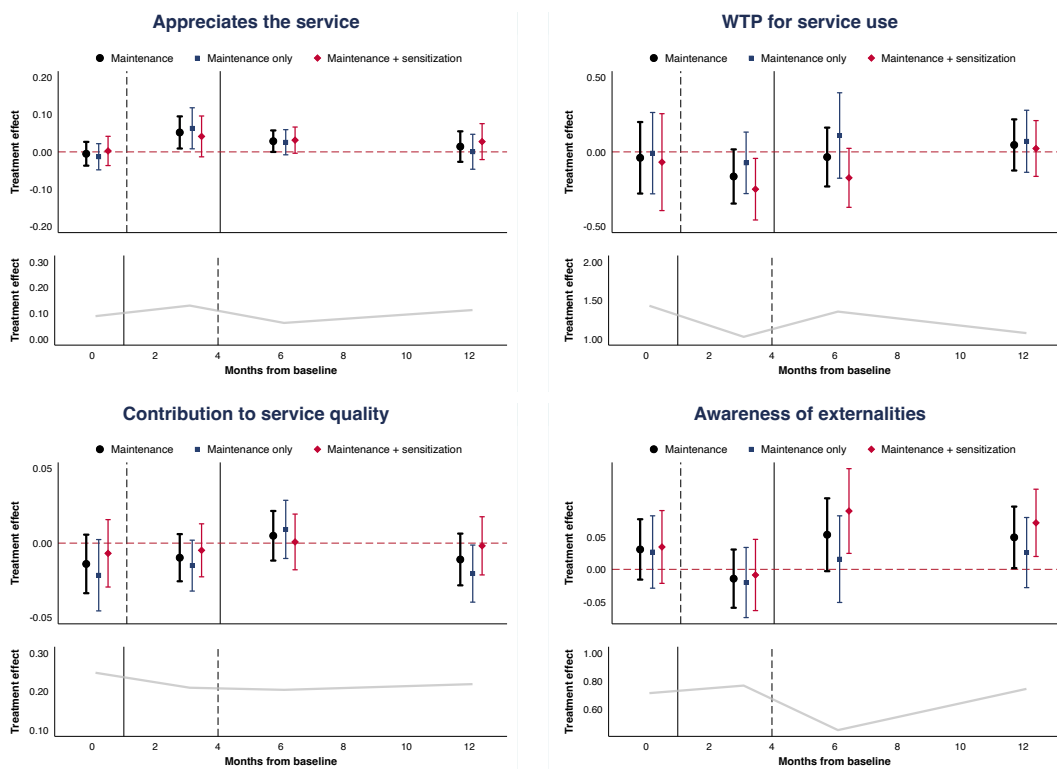 Appreciates the service
Maintenance Maintenance only Maintenance + sensitization
Treatment effect
0.20
0.10
0.00
-0.10
-0.20
Treatment effect
0.30
0.20
0.10
0.00
0 2 4 6 8 10 12
Months from baseline
WTP for service use
Maintenance Maintenance only Maintenance + sensitization
Treatment effect
0.50
0.00
-0.50
Treatment effect
2.00
1.50
1.00
0 2 4 6 8 10 12
Months from baseline
Contribution to service quality
Maintenance Maintenance only Maintenance + sensitization
Treatment effect
0.05
0.00
-0.05
Treatment effect
0.30
0.20
0.10
0 2 4 6 8 10 12
Months from baseline
Awareness of externalities
Maintenance Maintenance only Maintenance + sensitization
Treatment effect
0.05
0.00
-0.05
Treatment effect
1.00
0.80
0.60
0 2 4 6 8 10 12
Months from baseline